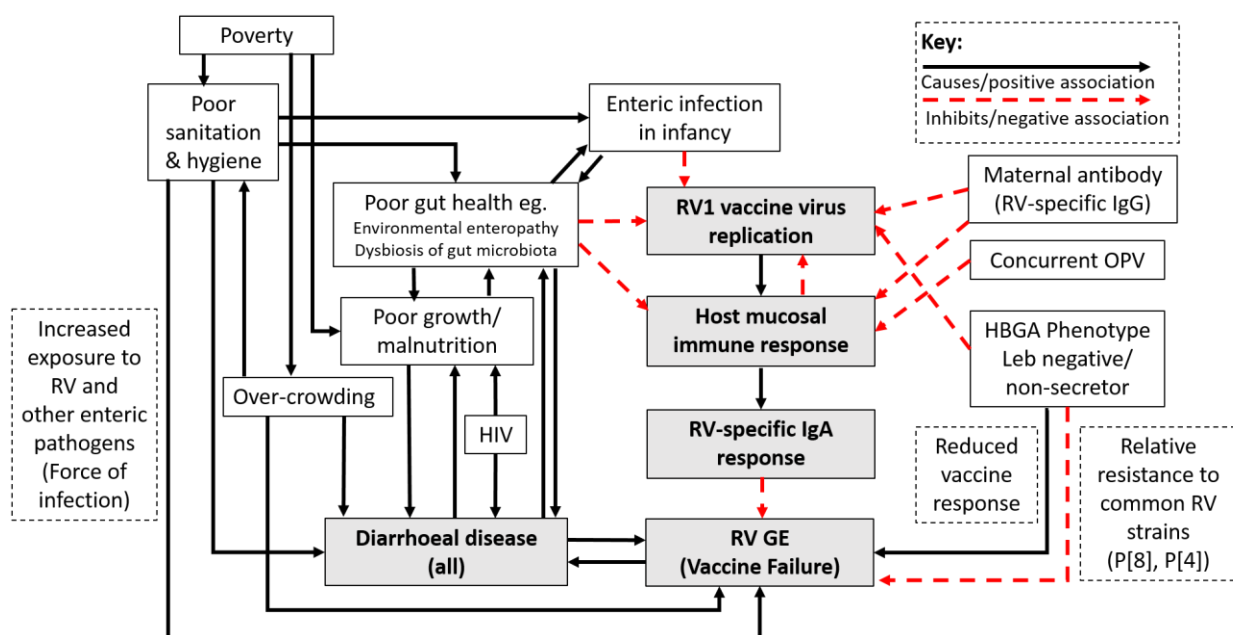 Poverty
Key:
Causes/positive association
Inhibits/negative association
Poor
sanitation
& hygiene
Enteric infection
in infancy
Maternal antibody
(RV-specific IgG)
Poor gut health eg.
Environmental enteropathy
Dysbiosis of gut microbiota
RV1 vaccine virus
replication
Concurrent OPV
Increased
exposure to
RV and
other enteric
pathogens
(Force of
infection)
Poor growth/
malnutrition
Host mucosal
immune response
HBGA Phenotype
Leb negative/
non-secretor
Over-crowding
HIV
RV-specific IgA
response
Reduced
vaccine
response
Relative
resistance to
common RV
strains
(P[8], P[4])
Diarrhoeal disease
(all)
RV GE
(Vaccine Failure)